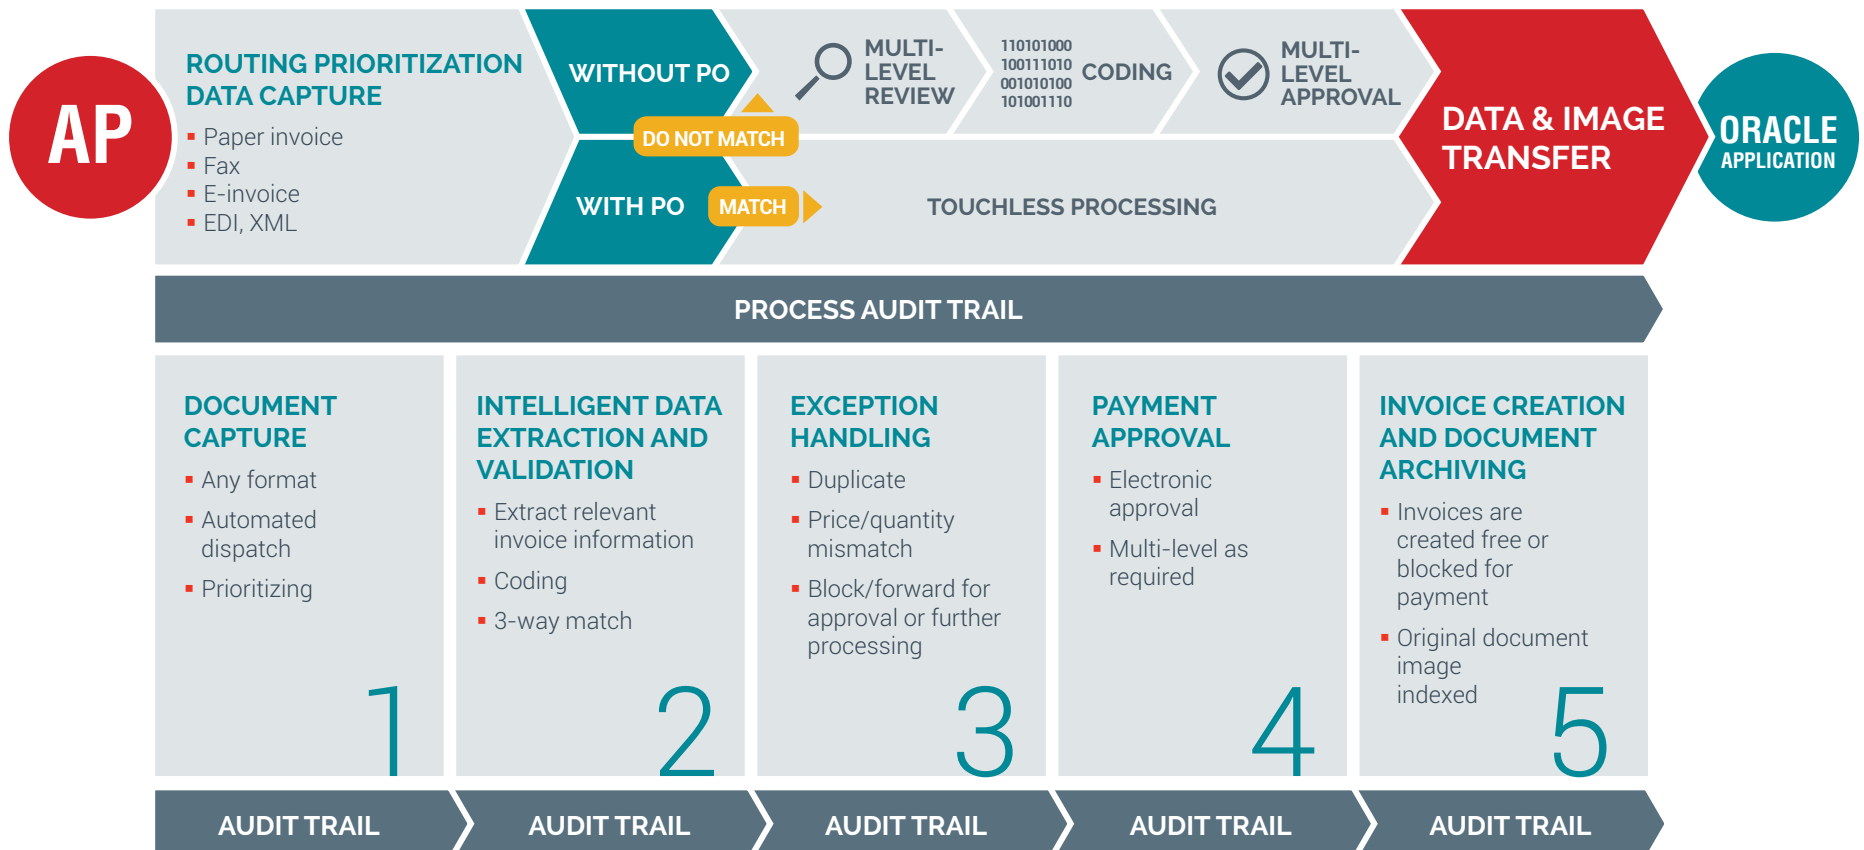 AP
ROUTING PRIORITIZATION
DATA CAPTURE
Paper invoice
Fax
E-invoice
EDI, XML
WITHOUT PO
DO NOT MATCH
WITH PO
MATCH
MULTI-
LEVEL
REVIEW
110101000
100111010
001010100
101001110
CODING
MULTI-
LEVEL
APPROVAL
TOUCHLESS PROCESSING
DATA & IMAGE
TRANSFER
ORACLE
APPLICATION
PROCESS AUDIT TRAIL
DOCUMENT
CAPTURE
Any format
Automated
dispatch
Prioritizing
1
INTELLIGENT DATA
EXTRACTION AND
VALIDATION
Extract relevant
invoice information
Coding
3-way match
2
EXCEPTION
HANDLING
Duplicate
Price/quantity
mismatch
Block/forward for
approval or further
processing
3
PAYMENT
APPROVAL
Electronic
approval
Multi-level as
required
4
INVOICE CREATION
AND DOCUMENT
ARCHIVING
Invoices are
created free or
blocked for
payment
Original document
image
indexed
5
AUDIT TRAIL
AUDIT TRAIL
AUDIT TRAIL
AUDIT TRAIL
AUDIT TRAIL